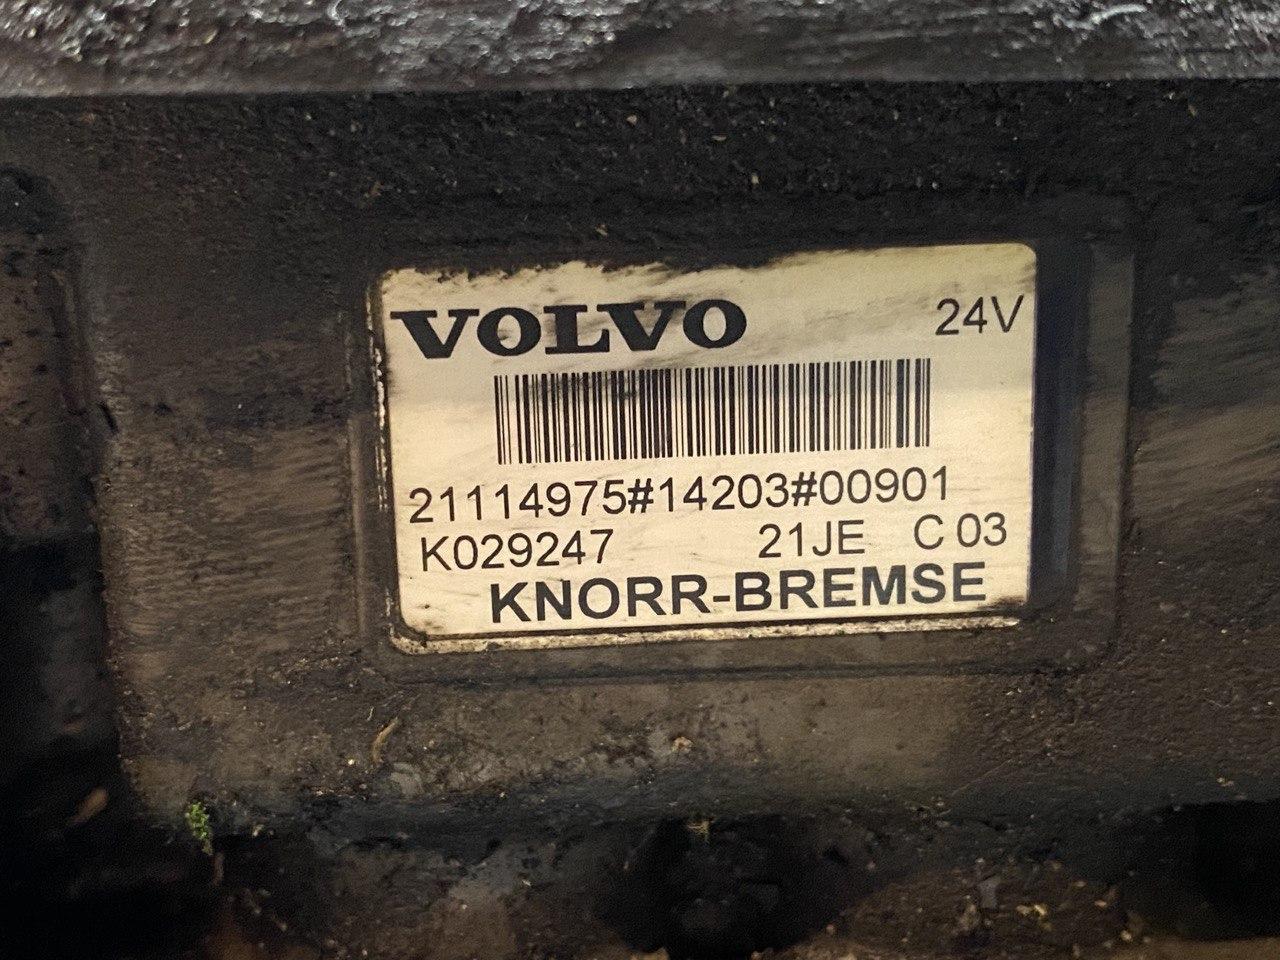 VOLVO 24V
21114975#14203#00901
K029247 21JE C 03
KNORR-BREMSE